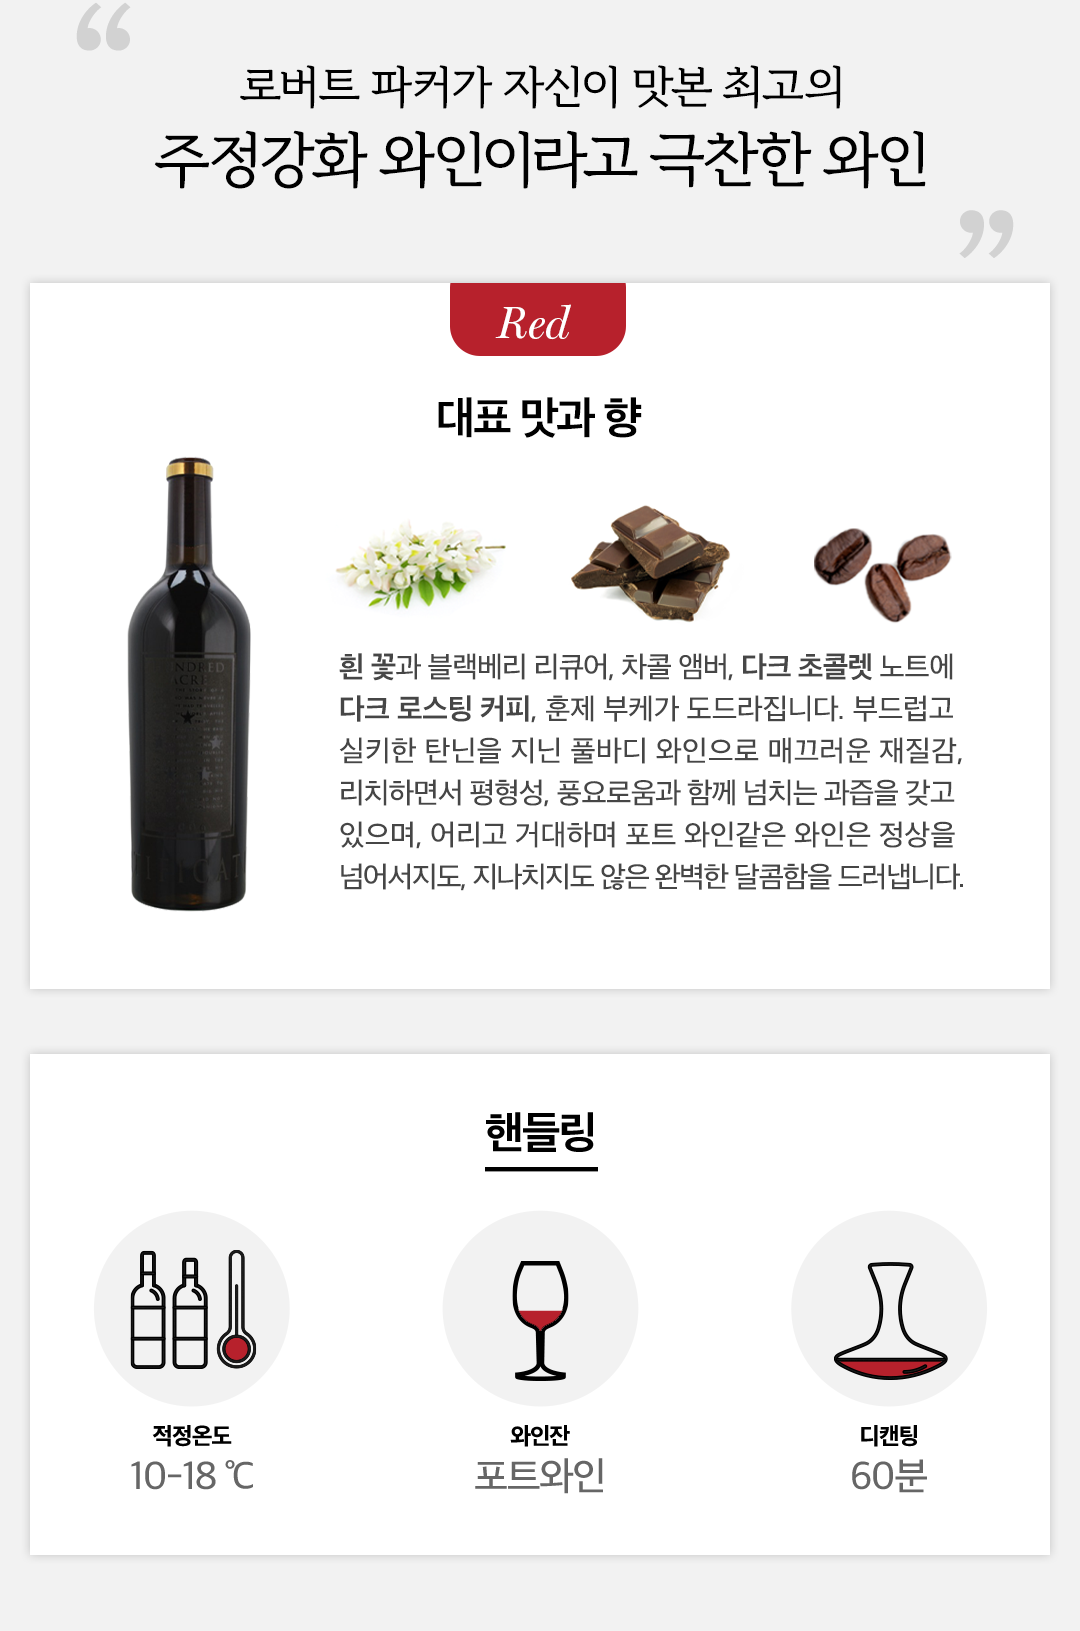 로버트 파커가 자신이 맛본 최고의
주정강화 와인이라고 극찬한 와인
Red
대표 맛과 향
HUNDRED
ACRE
흰 꽃과 블랙베리 리큐어, 차콜 앰버, 다크 초콜렛 노트에
다크 로스팅 커피, 훈제 부케가 도드라집니다. 부드럽고
실키한 탄닌을 지닌 풀바디 와인으로 매끄러운 재질감,
리치하면서 평형성, 풍요로움과 함께 넘치는 과즙을 갖고
있으며, 어리고 거대하며 포트 와인같은 와인은 정상을
넘어서지도, 지나치지도 않은 완벽한 달콤함을 드러냅니다.
핸들링
적정온도
10-18 ℃
와인잔
포트와인
디캔팅
60분